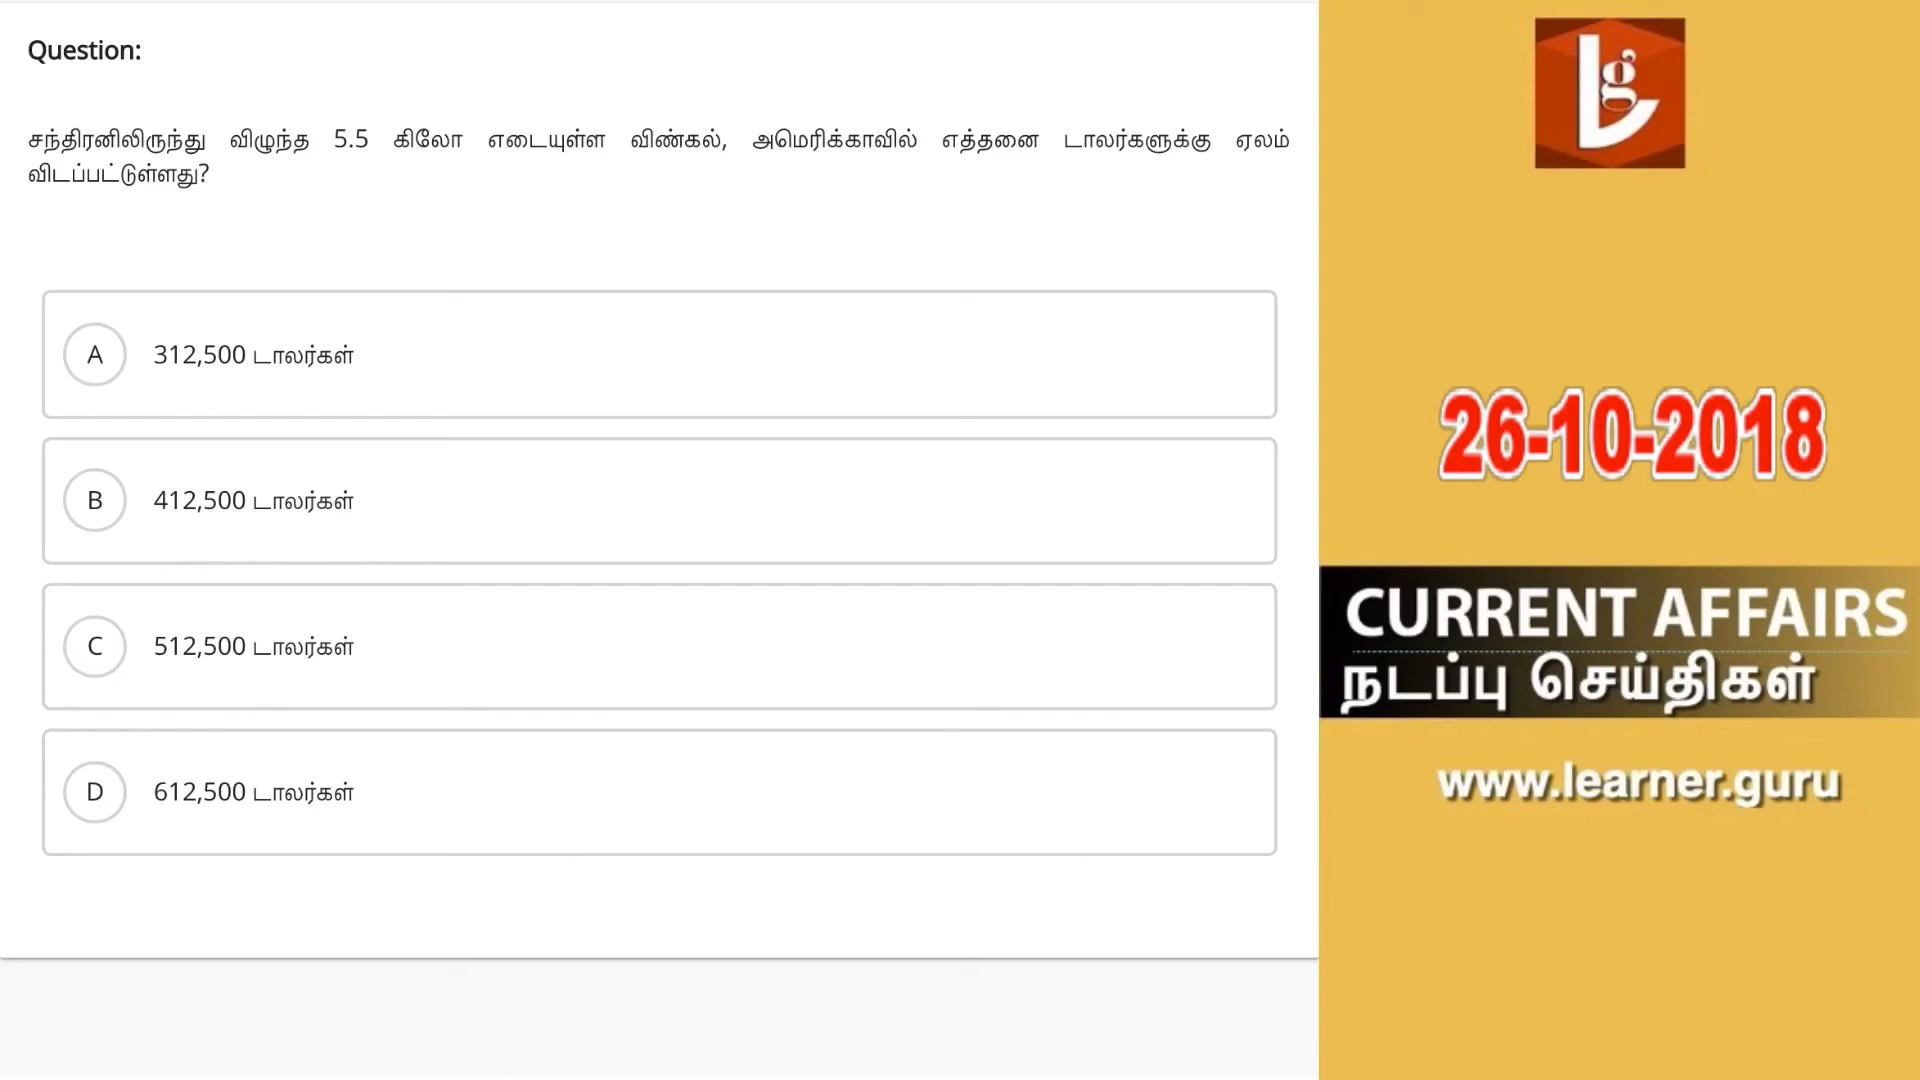 Question:
சந்திரனிலிருந்து விழுந்த 5.5 கிலோ எடையுள்ள விண்கல், அமெரிக்காவில் எத்தனை டாலர்களுக்கு ஏலம்
விடப்பட்டுள்ளது?
A 312,500 டாலர்கள்
B 412,500 டாலர்கள்
C 512,500 டாலர்கள்
D 612,500 டாலர்கள்
Lg
26-10-2018
CURRENT AFFAIRS
நடப்பு செய்திகள்
www.learner.guru